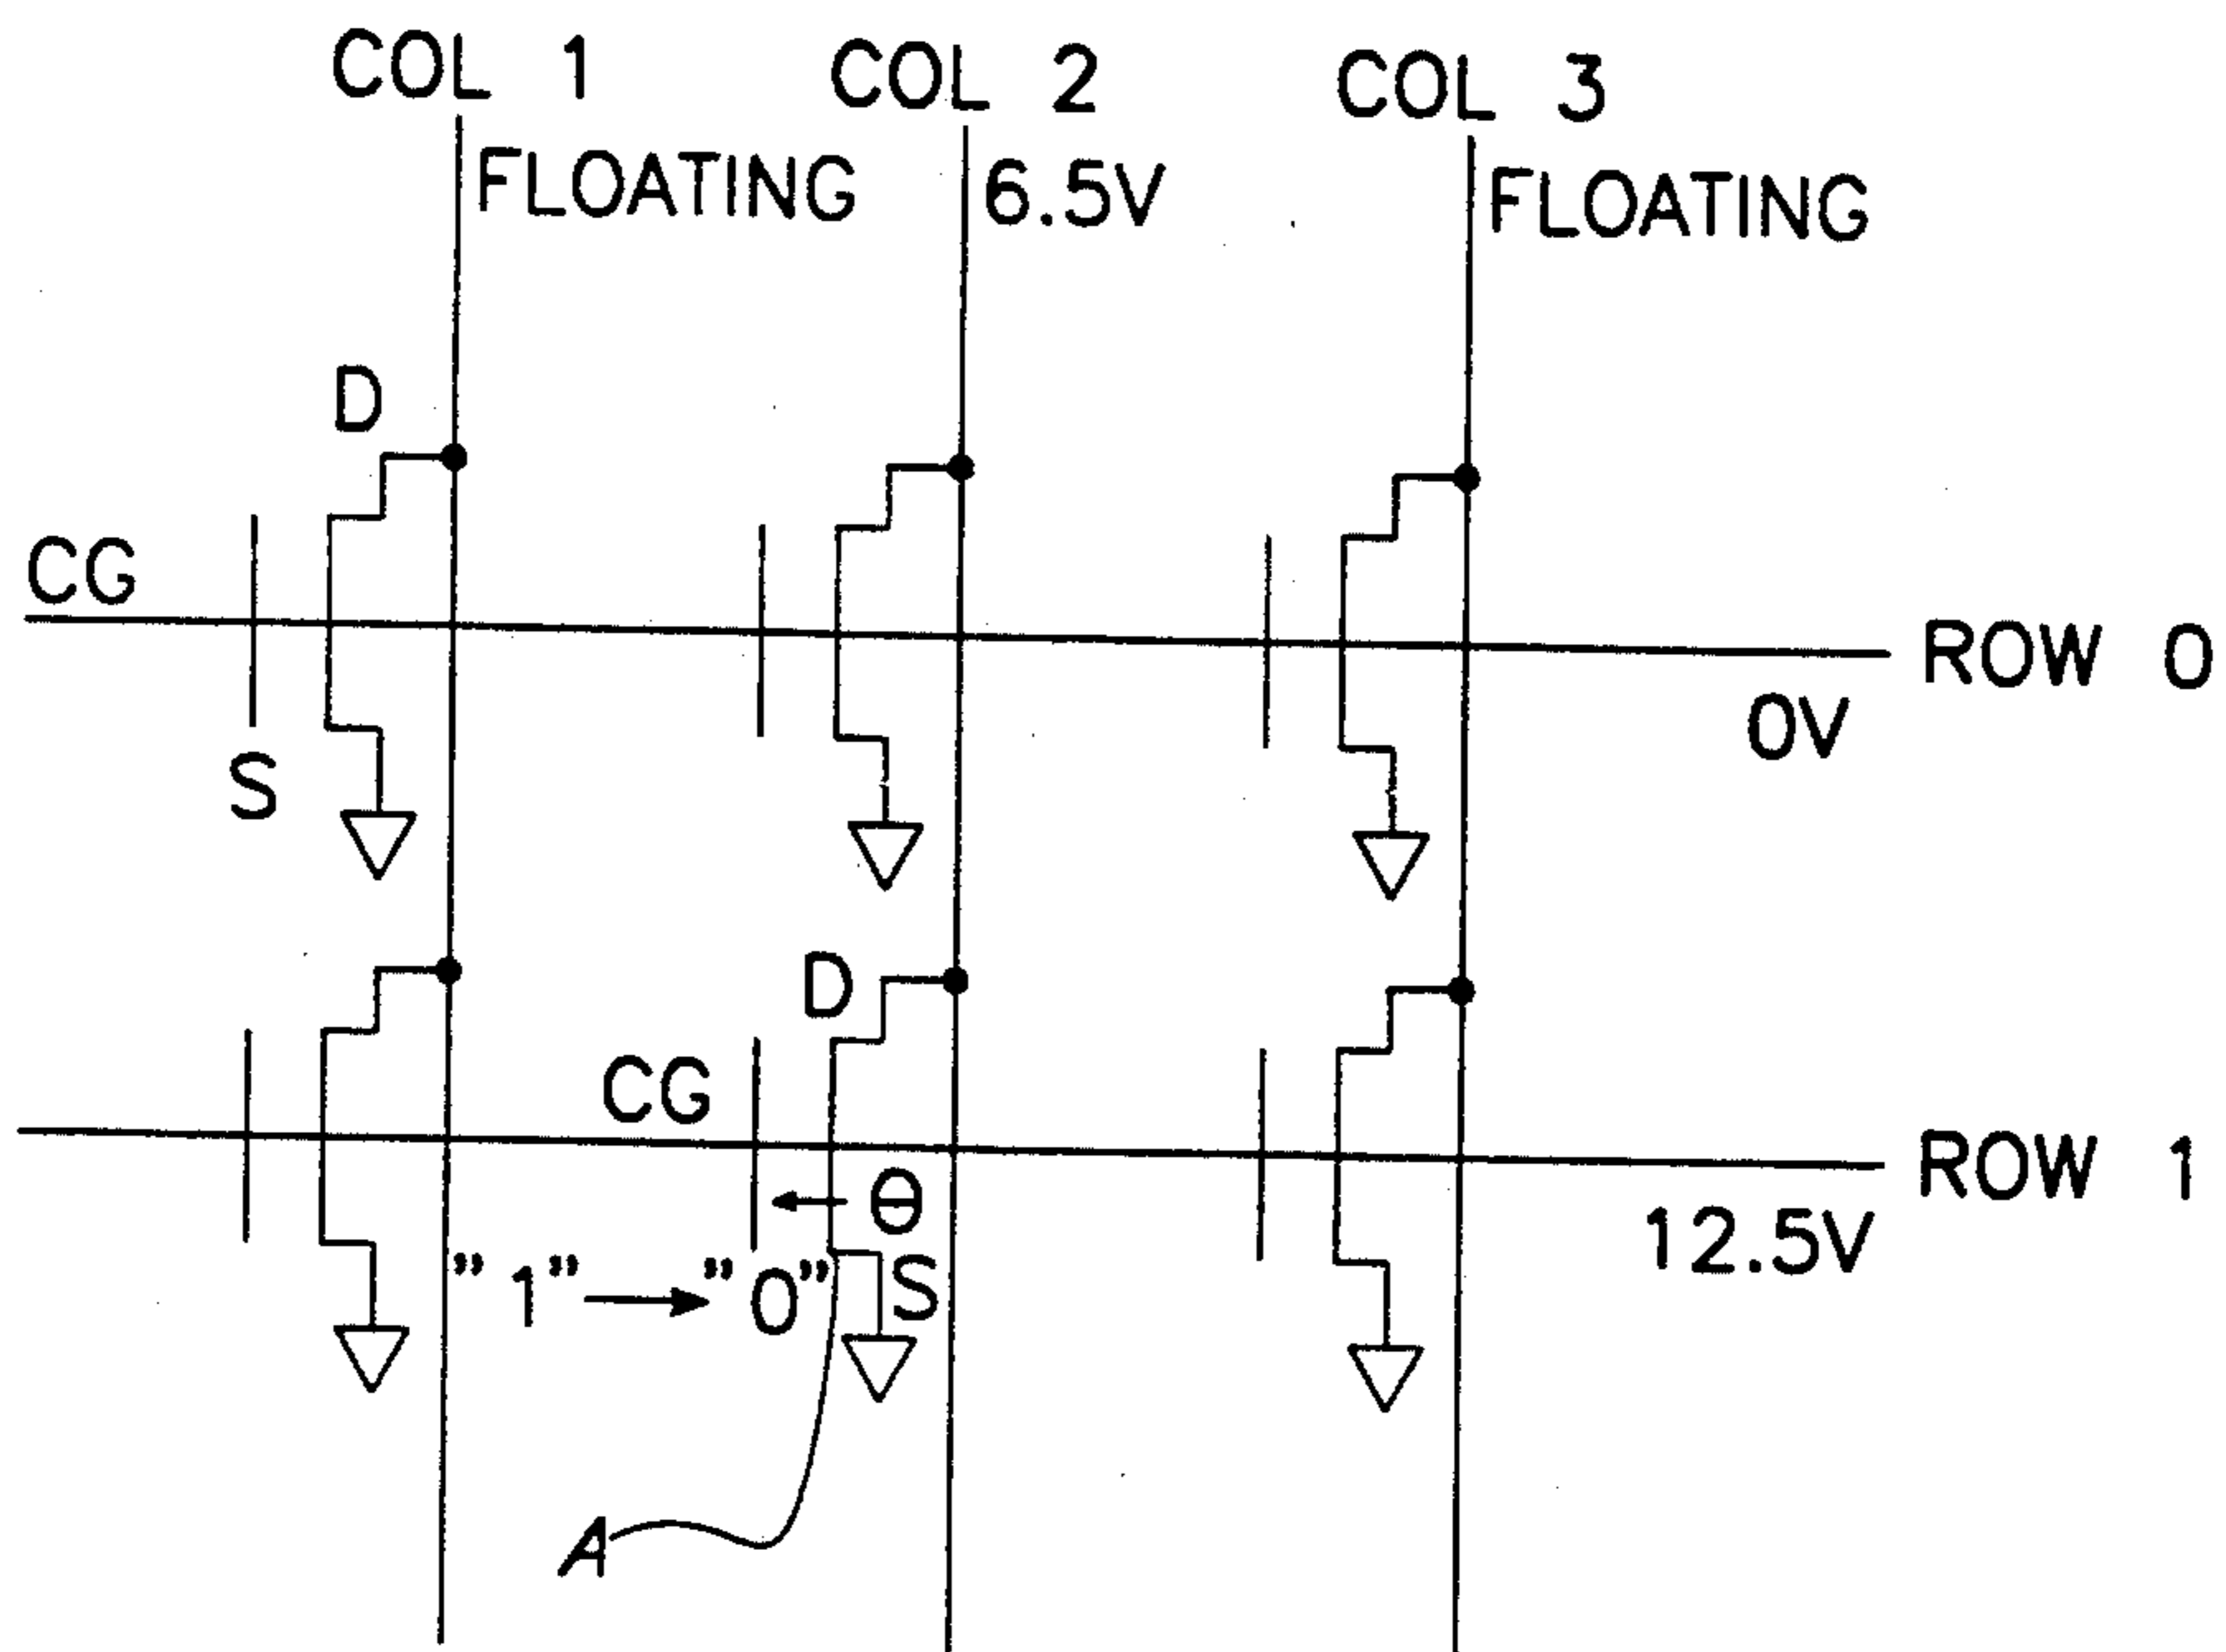 COL 1
COL 2
COL 3
FLOATING
6.5V
FLOATING
D
CG
ROW 0
0V
S
D
CG
ROW 1
⊖
12.5V
"1"→"0"
S
A